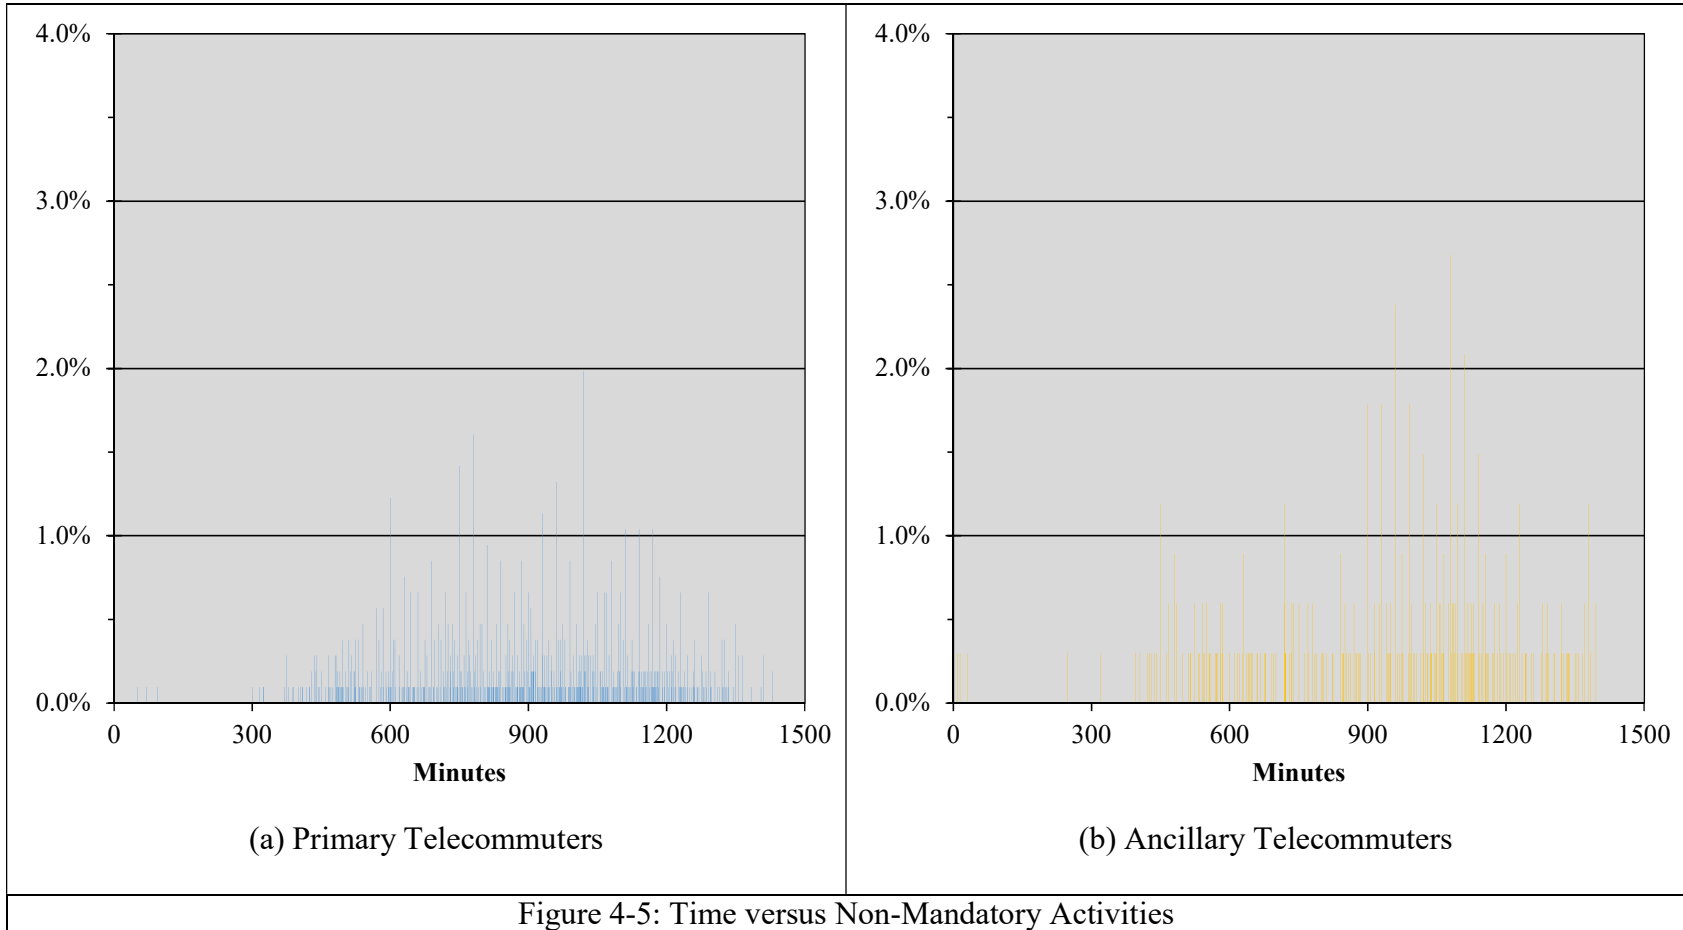 4.0%
3.0%
2.0%
1.0%
0.0%
0 300 600 900 1200 1500
Minutes
(a) Primary Telecommuters
4.0%
3.0%
2.0%
1.0%
0.0%
0 300 600 900 1200 1500
Minutes
(b) Ancillary Telecommuters
Figure 4-5: Time versus Non-Mandatory Activities